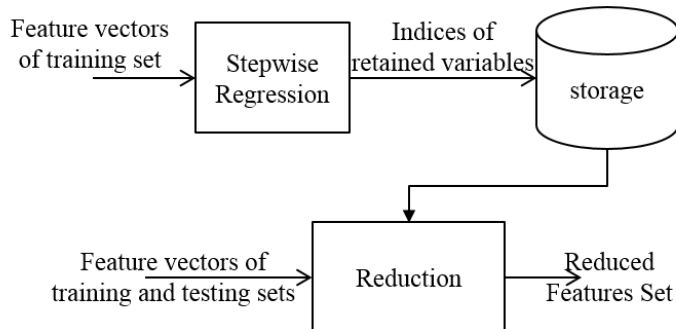 Feature vectors
of training set
Stepwise
Regression
Indices of
retained variables
storage
Feature vectors of
training and testing sets
Reduction
Reduced
Features Set